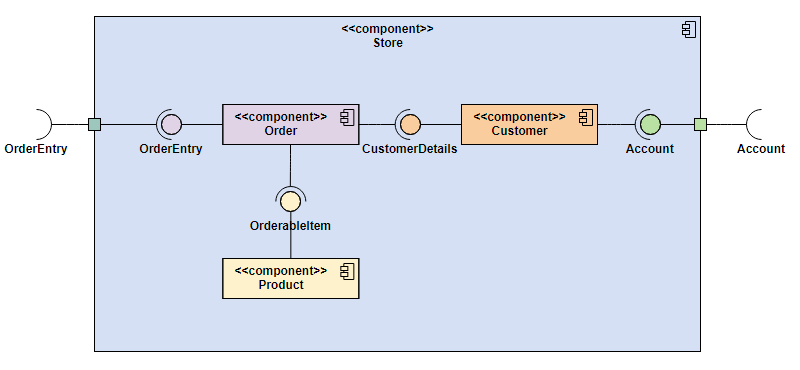 <<component>>
Store
OrderEntry
OrderEntry
<<component>>
Order
CustomerDetails
<<component>>
Customer
Account
Account
OrderableItem
<<component>>
Product